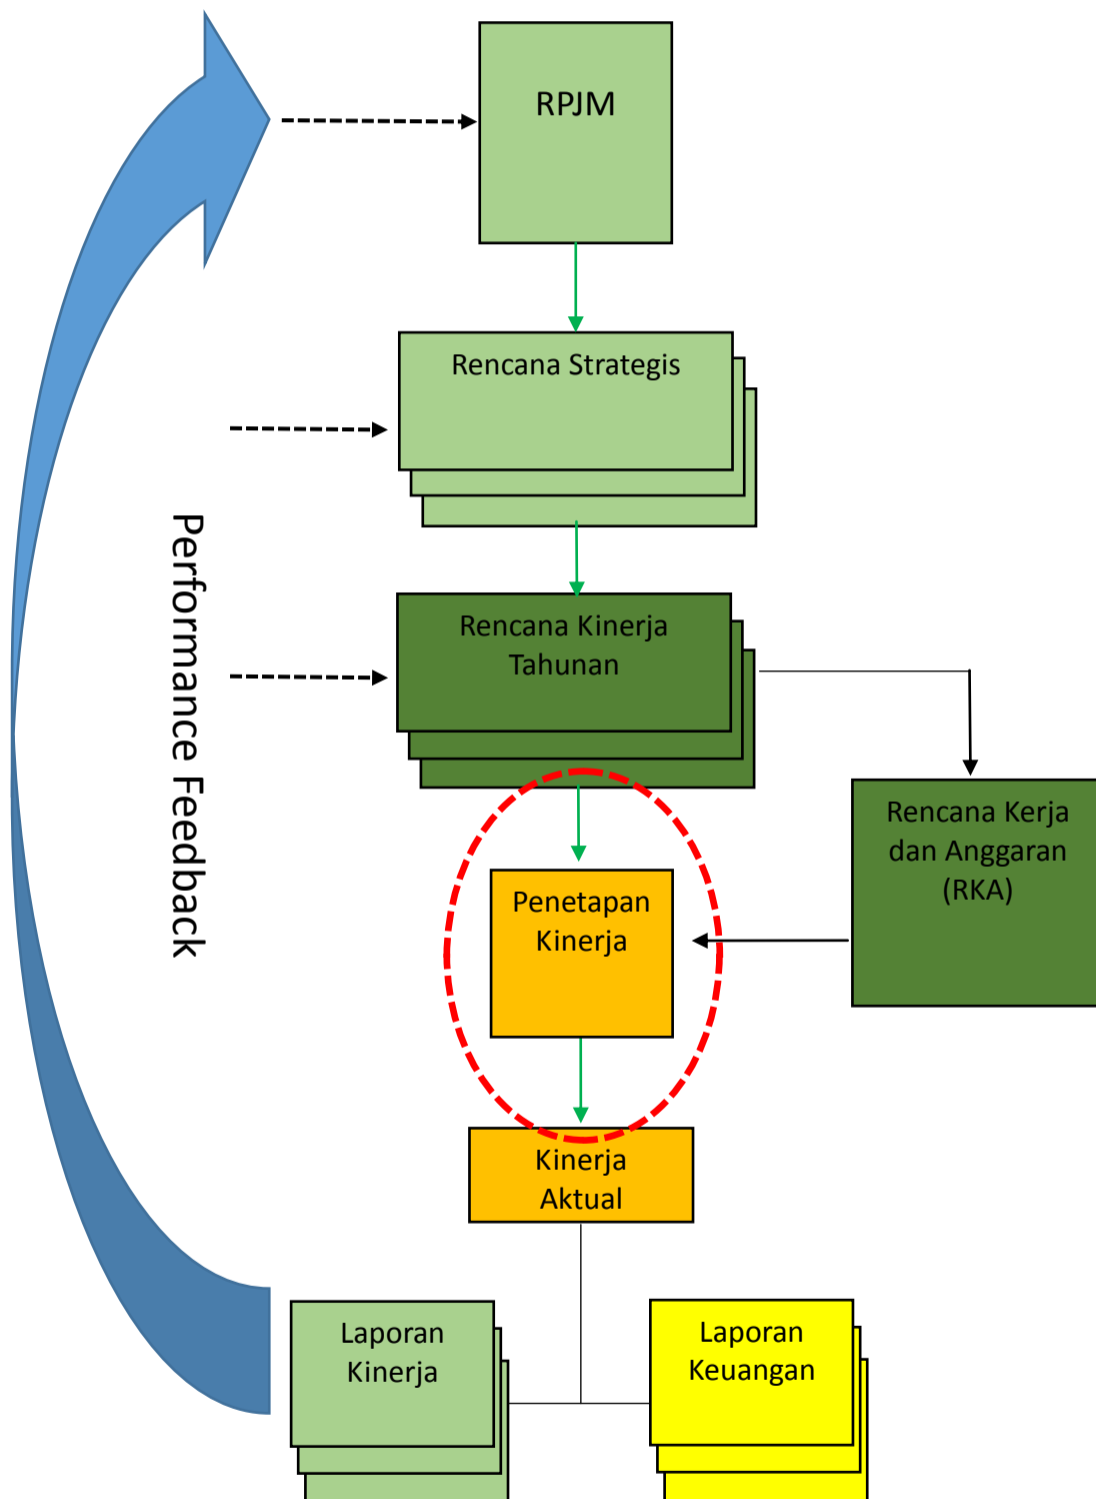 RPJM
Rencana Strategis
Performance Feedback
Rencana Kinerja
Tahunan
Rencana Kerja
dan Anggaran
(RKA)
Penetapan
Kinerja
Kinerja
Aktual
Laporan
Kinerja
Laporan
Keuangan